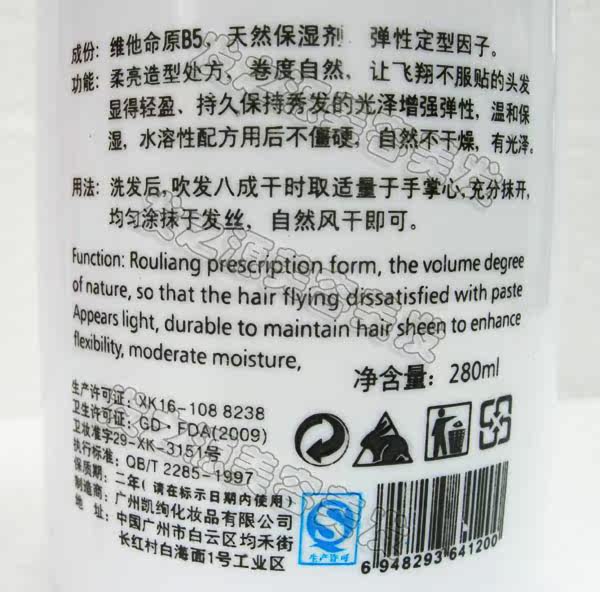 成份：维他命原B5，天然保湿剂，弹性定型因子。
功能：柔亮造型处方，卷度自然，让飞翔不服贴的头发
显得轻盈、持久保持秀发的光泽增强弹性，温和保
湿，水溶性配方用后不僵硬，自然不干燥，有光泽。
用法：洗发后，吹发八成干时取适量于手掌心，充分抹开，
均匀涂抹于发丝，自然风干即可。
Function: Rouliang prescription form, the volume degree
of nature, so that the hair flying dissatisfied with paste
Appears light, durable to maintain hair sheen to enhance
flexibility, moderate moisture,
净含量：280ml
生产许可证：XK16-108 8238
卫生许可证：GD·FDA(2009)
卫妆准字29-XK-3151号
执行标准：QB/T 2285-1997
保质期：二年（请在标示日期内使用）
制造商：广州凯绚化妆品有限公司
地址：中国广州市白云区均禾街
长红村白海面1号工业区
生产许可
6 948293 641200